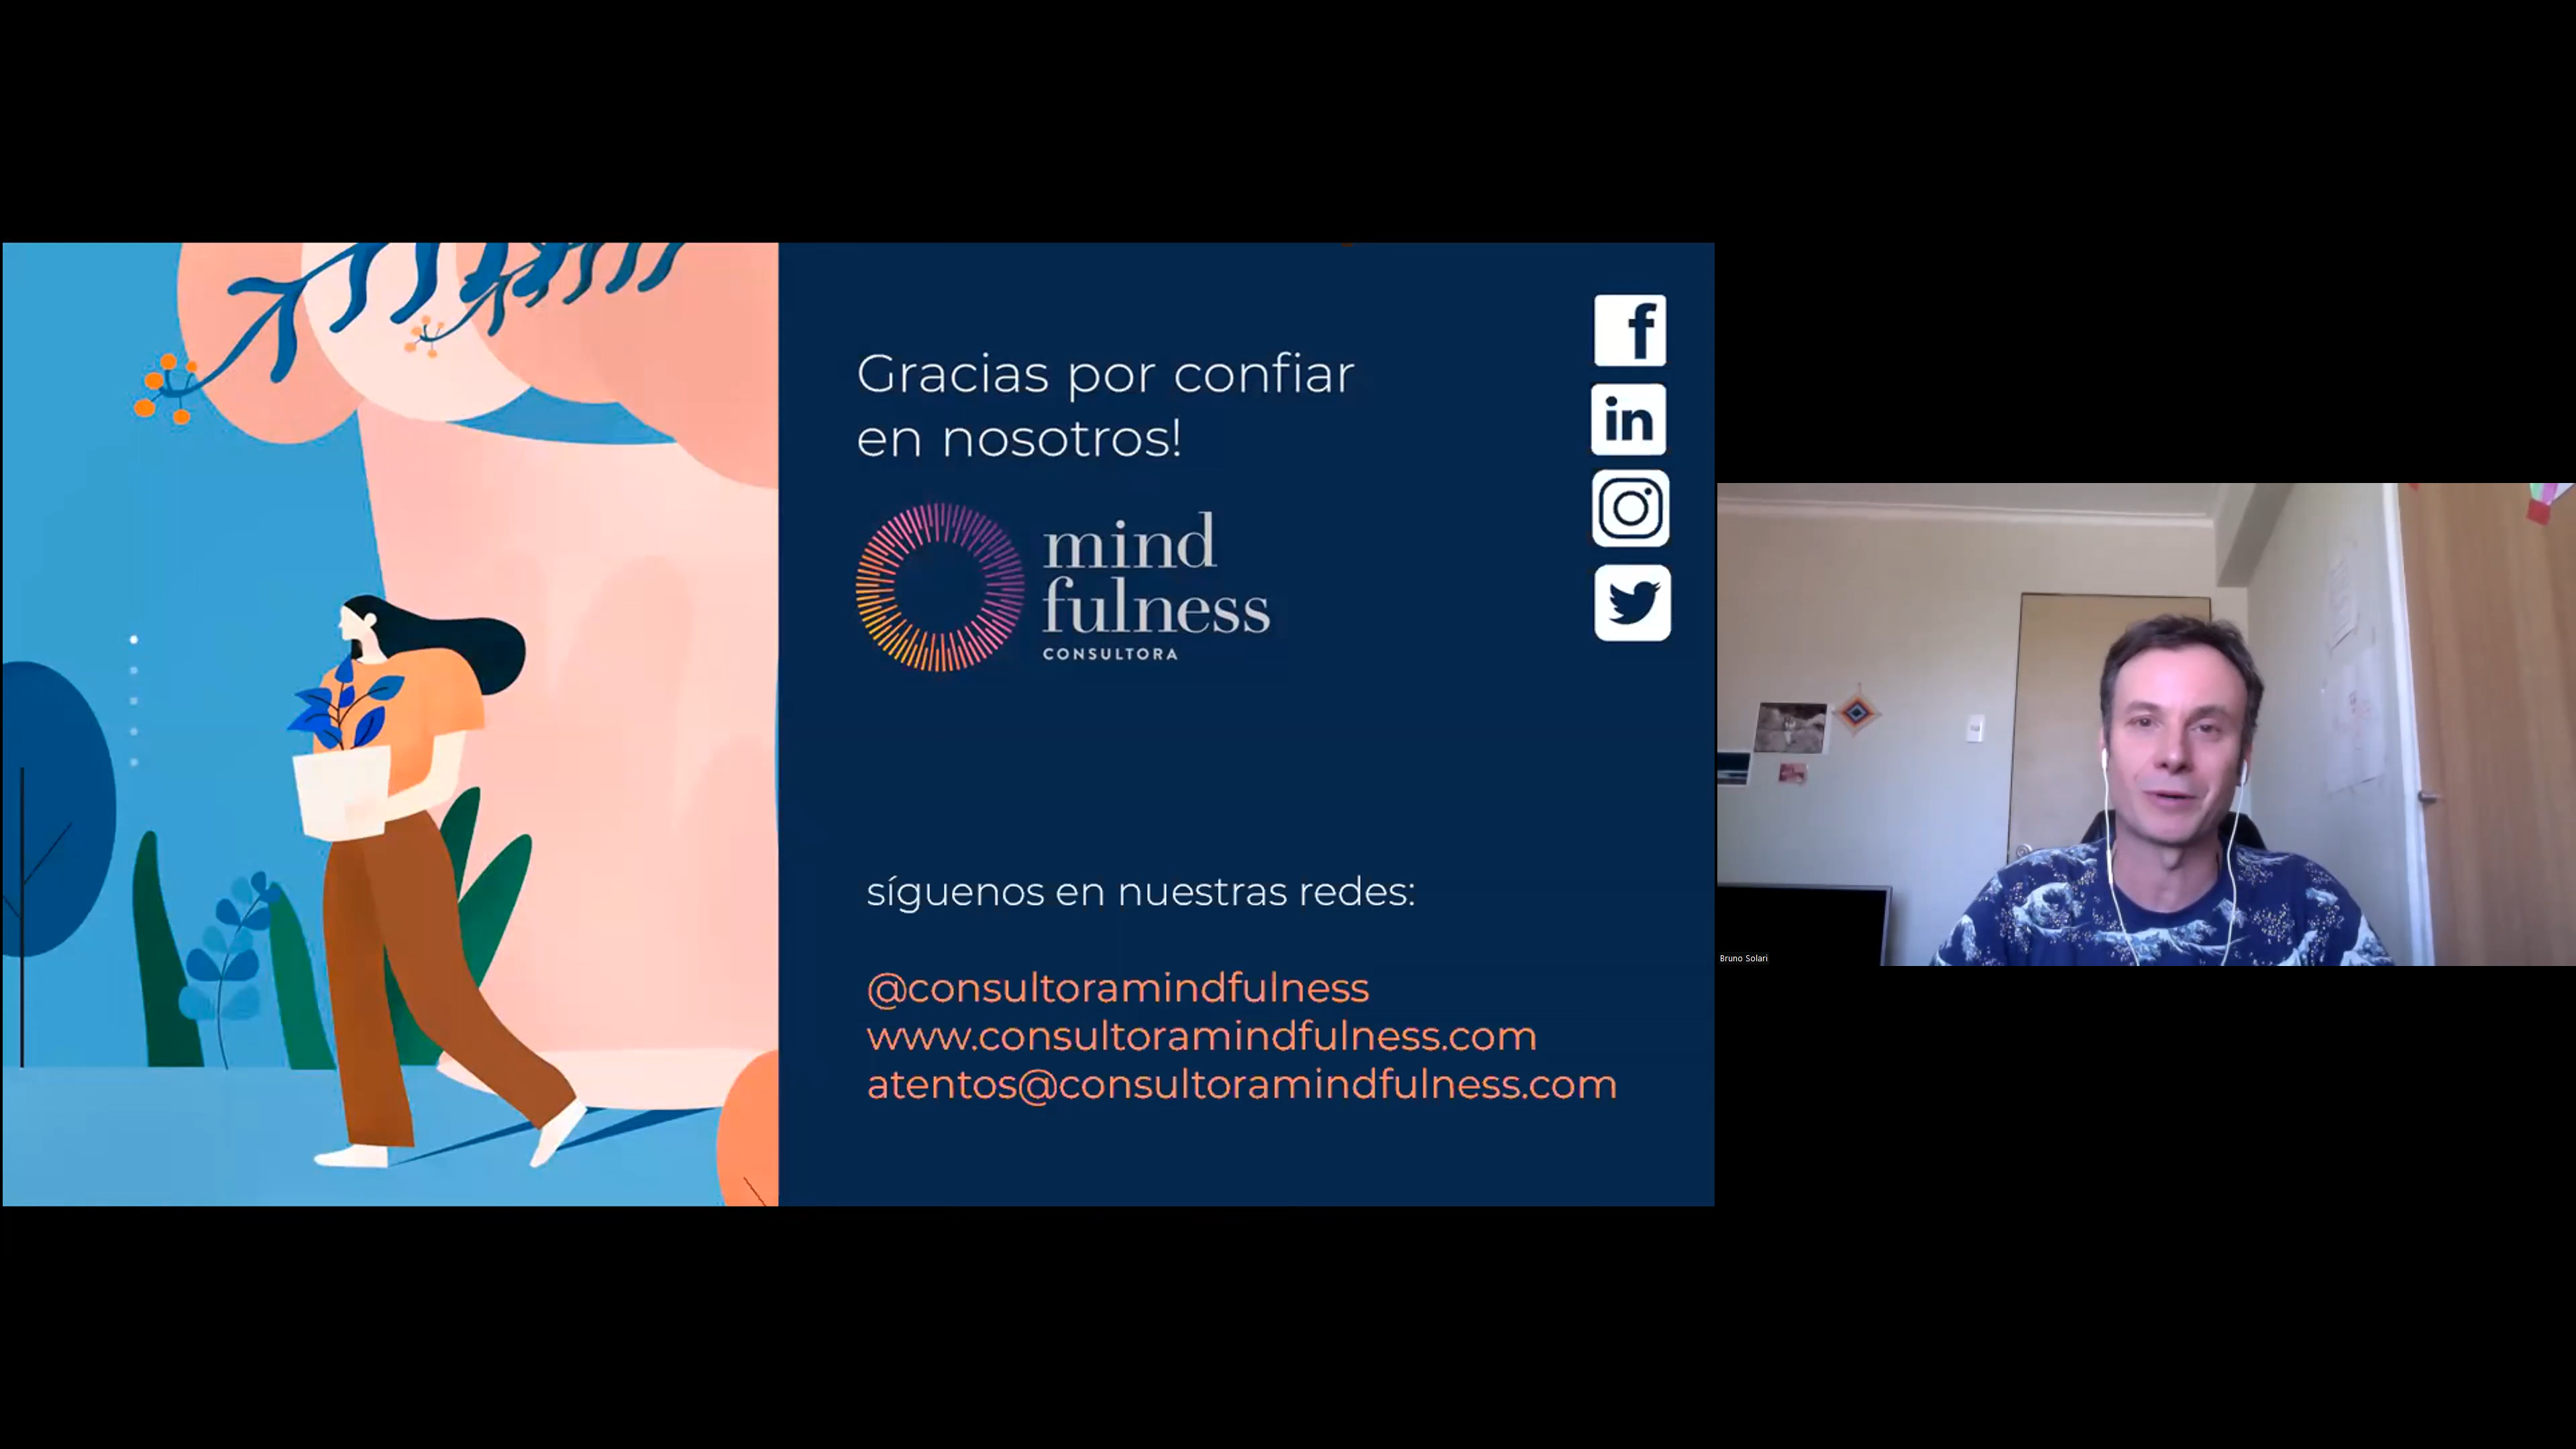 Gracias por confiar
en nosotros!
mind
fulness
CONSULTORA
f
in
síguenos en nuestras redes:
@consultoramindfulness
www.consultoramindfulness.com
atentos@consultoramindfulness.com
Bruno Solari